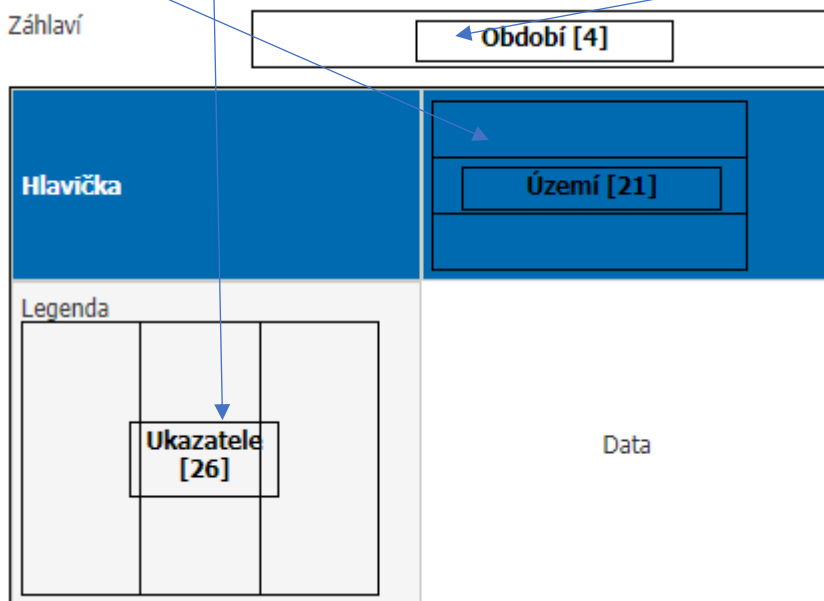 Záhlaví
Období [4]
Hlavička
Území [21]
Legenda
Ukazatele
[26]
Data